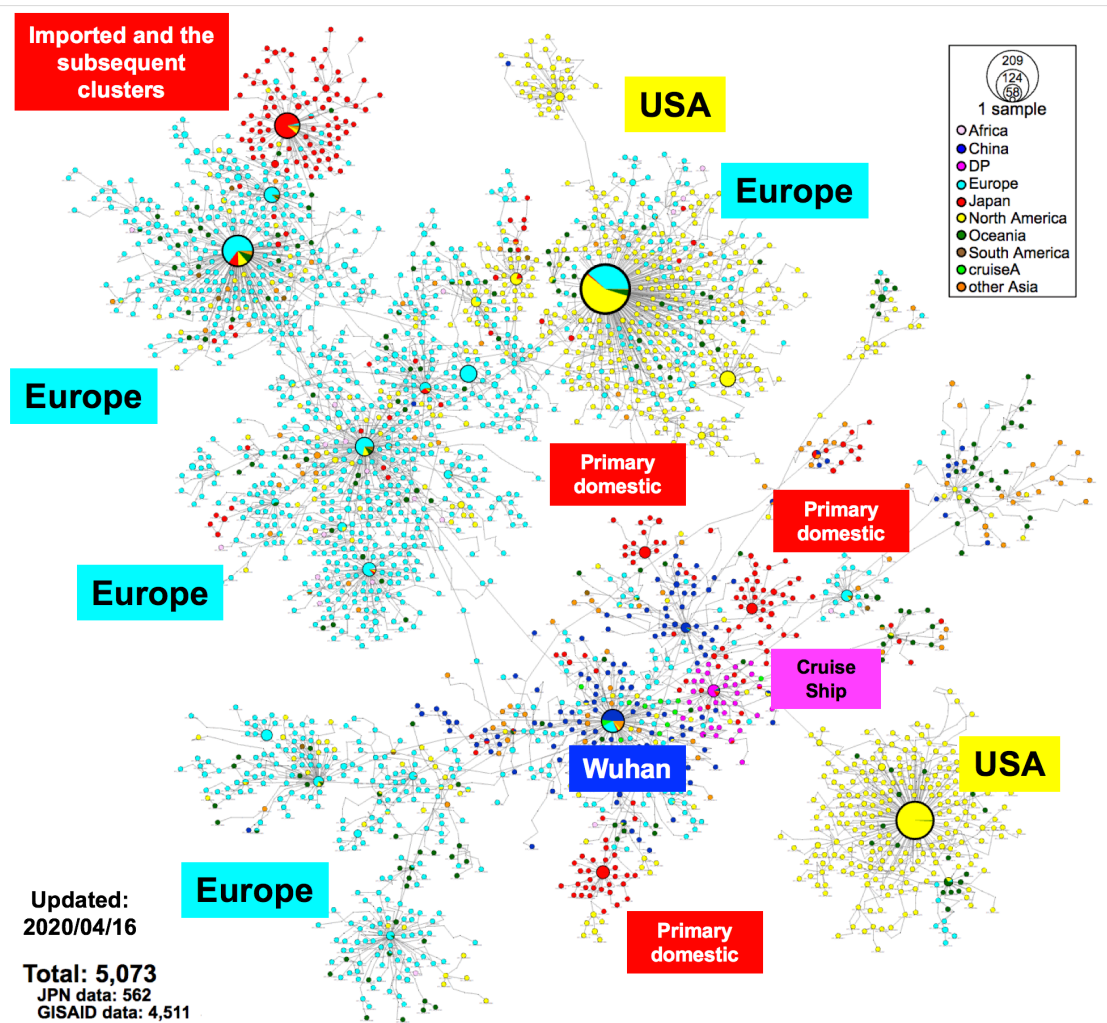 Imported and the
subsequent
clusters
USA
Europe
209
124
58
1 sample
Africa
China
DP
Europe
Japan
North America
Oceania
South America
cruiseA
other Asia
Europe
Primary
domestic
Primary
domestic
Europe
Cruise
Ship
Wuhan
USA
Europe
Primary
domestic
Updated:
2020/04/16
Total: 5,073
JPN data: 562
GISAID data: 4,511